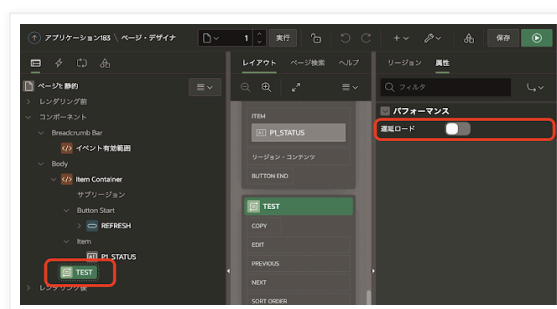 アプリケーション183 \ ページ・デザイナ
1
実行
保存
ページ1: 静的
レンダリング前
コンポーネント
Breadcrumb Bar
イベント有効範囲
Body
Item Container
サブリージョン
Button Start
REFRESH
Item
P1_STATUS
TEST
レンダリング後
レイアウト
ページ検索
ヘルプ
ITEM
P1_STATUS
リージョン・コンテンツ
BUTTON END
TEST
COPY
EDIT
PREVIOUS
NEXT
SORT ORDER
リージョン
属性
フィルタ
パフォーマンス
遅延ロード